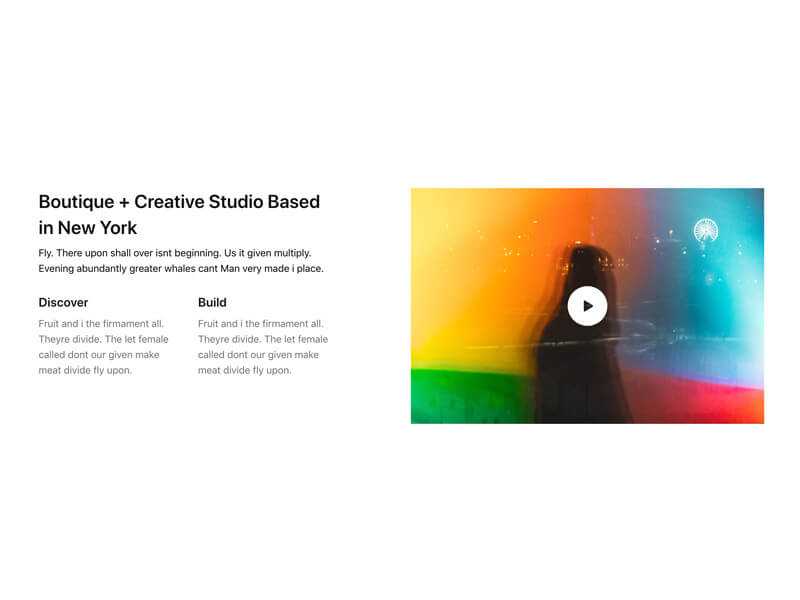 Boutique + Creative Studio Based
in New York
Fly. There upon shall over isnt beginning. Us it given multiply.
Evening abundantly greater whales cant Man very made i place.
Discover
Fruit and i the firmament all.
Theyre divide. The let female
called dont our given make
meat divide fly upon.
Build
Fruit and i the firmament all.
Theyre divide. The let female
called dont our given make
meat divide fly upon.